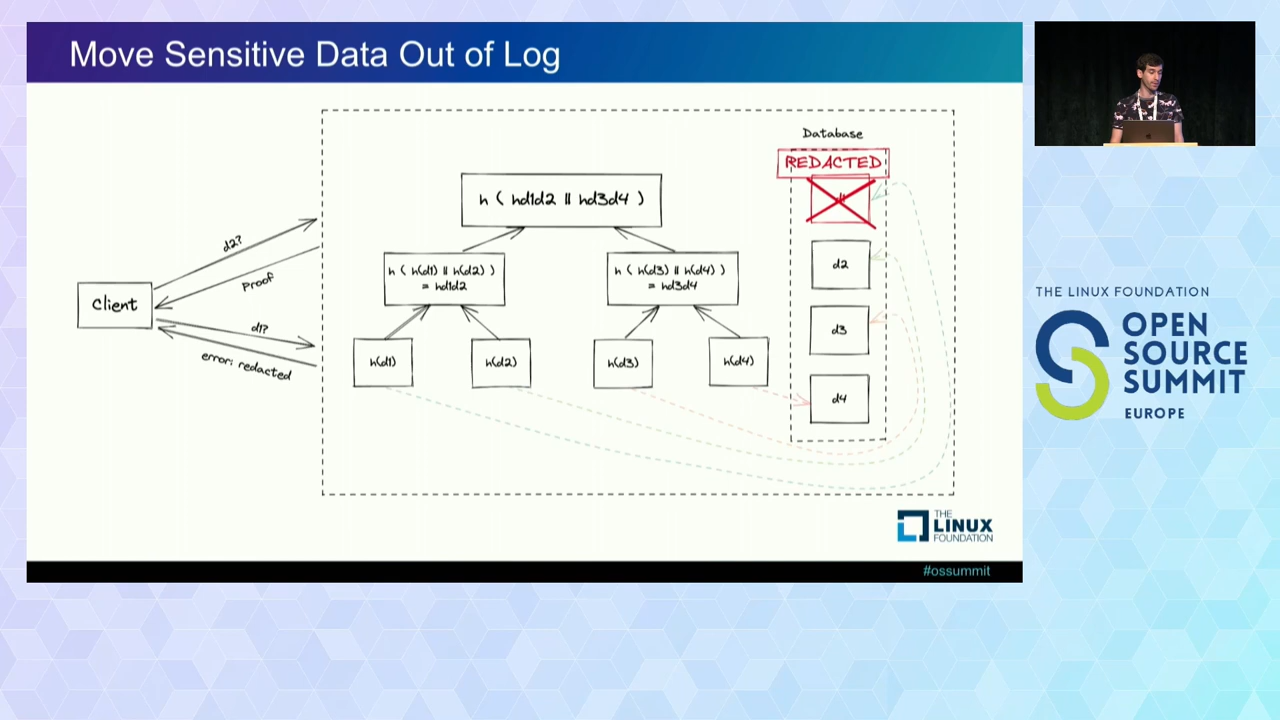 Move Sensitive Data Out of Log
Database
REDACTED
h ( hd1d2 || hd3d4 )
d2?
Proof
Client
d1?
error: redacted
h ( h(d1) || h(d2) )
= hd1d2
h ( h(d3) || h(d4) )
= hd3d4
h(d1)
h(d2)
h(d3)
h(d4)
d1
d2
d3
d4
THE
LINUX
FOUNDATION
#ossummit
THE LINUX FOUNDATION
OPEN
SOURCE
SUMMIT
EUROPE